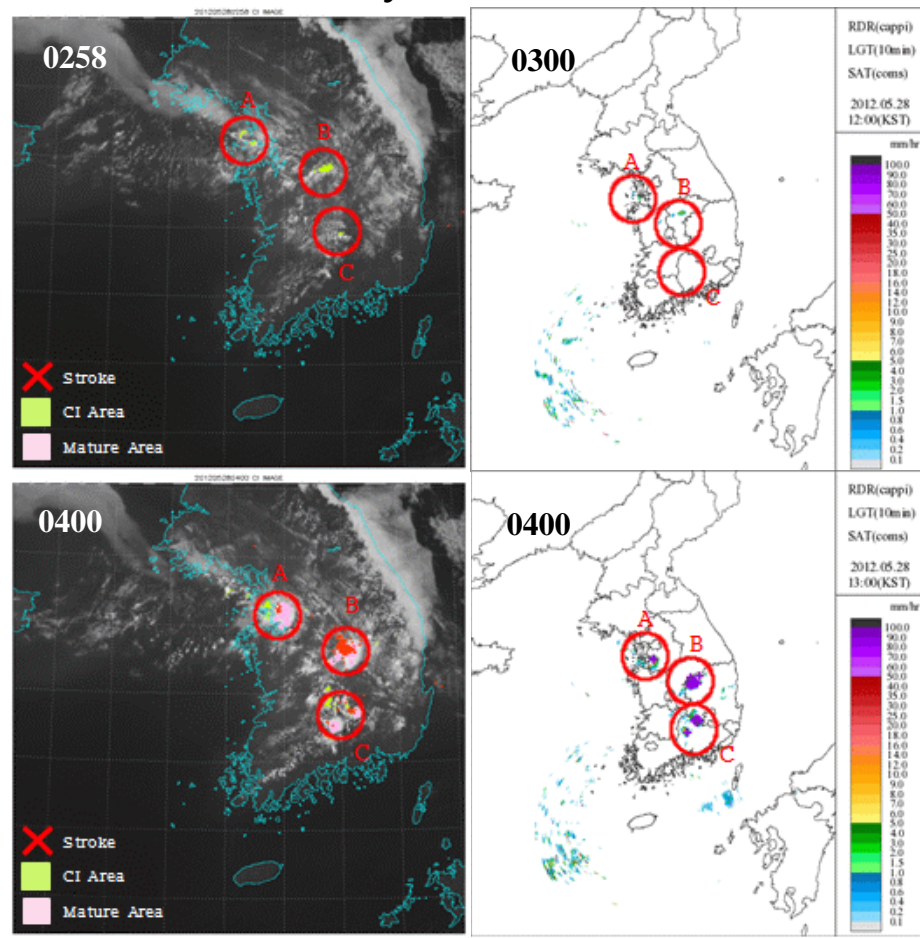 201205280258 CI IMAGE
0258
A
B
C
Stroke
CI Area
Mature Area
0300
A
B
C
RDR(cappi)
LGT(10min)
SAT(coms)
2012.05.28
12:00(KST)
mm/hr
100.0
90.0
80.0
70.0
60.0
50.0
40.0
30.0
25.0
20.0
18.0
16.0
14.0
12.0
10.0
9.0
8.0
7.0
6.0
5.0
4.0
3.0
2.0
1.5
1.0
0.8
0.6
0.4
0.2
0.1
201205280400 CI IMAGE
0400
A
B
C
Stroke
CI Area
Mature Area
0400
A
B
C
RDR(cappi)
LGT(10min)
SAT(coms)
2012.05.28
13:00(KST)
mm/hr
100.0
90.0
80.0
70.0
60.0
50.0
40.0
30.0
25.0
20.0
18.0
16.0
14.0
12.0
10.0
9.0
8.0
7.0
6.0
5.0
4.0
3.0
2.0
1.5
1.0
0.8
0.6
0.4
0.2
0.1